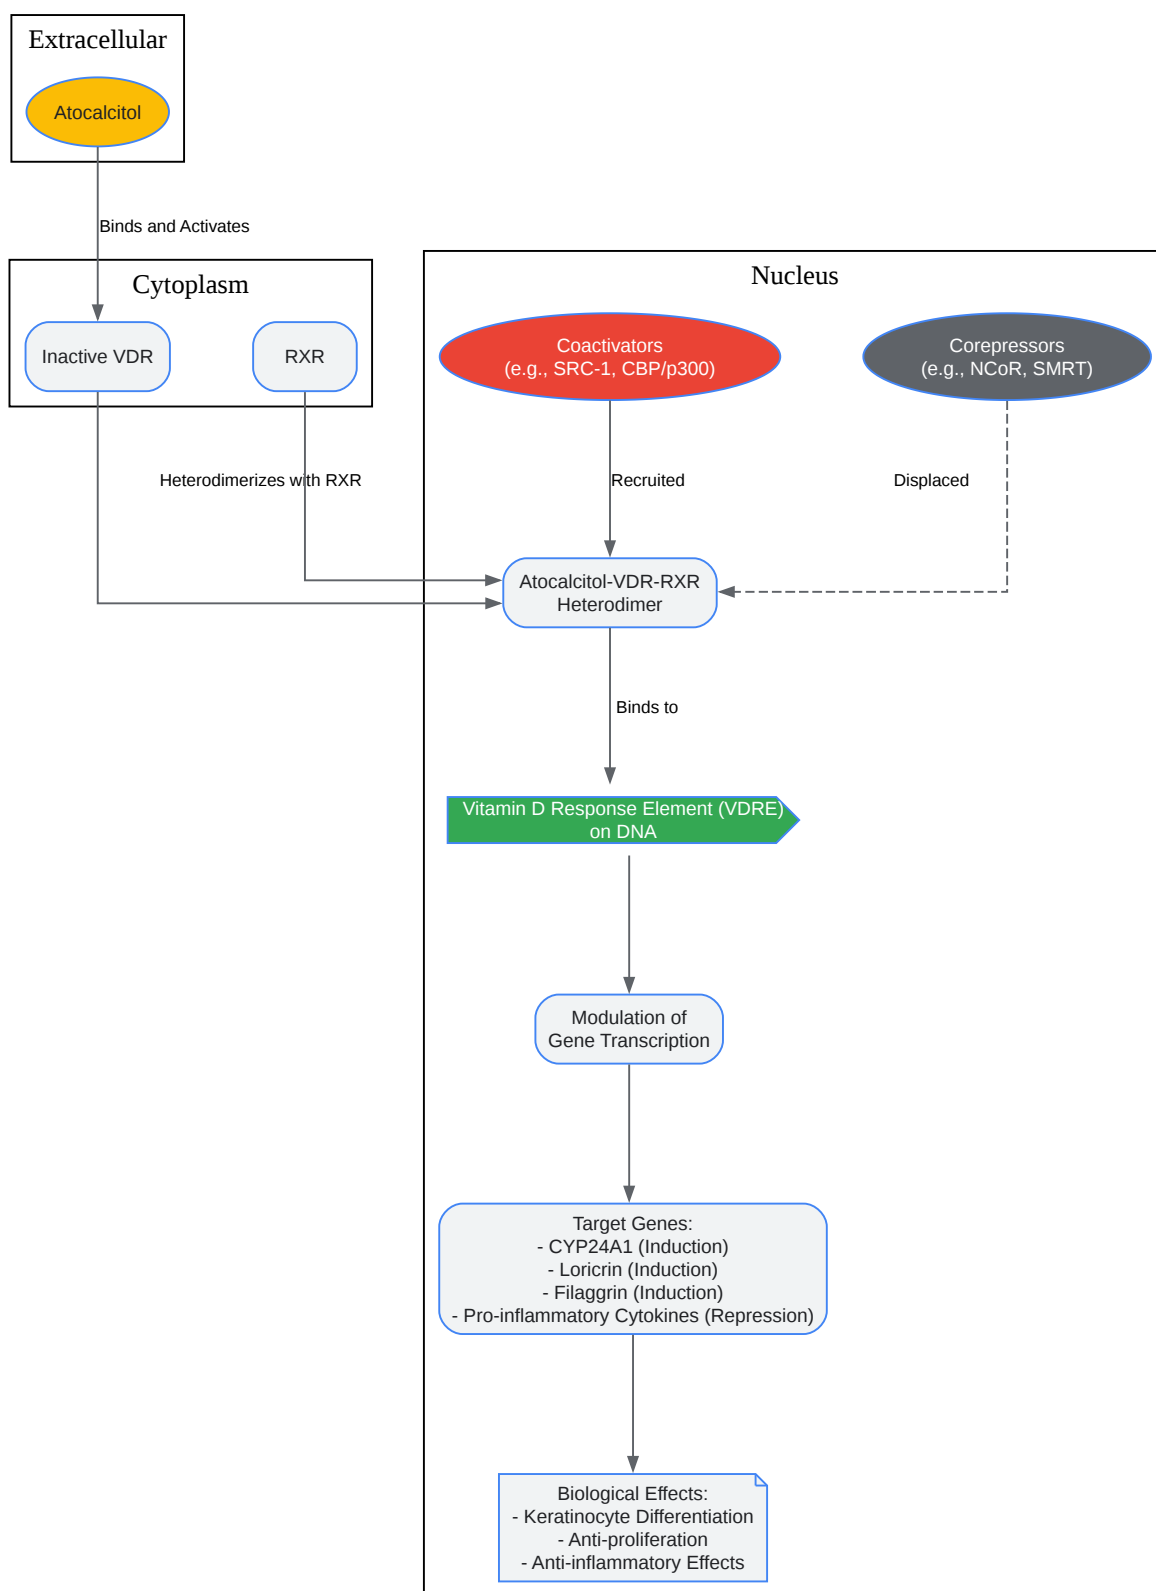 Extracellular
Atocalcitol
Binds and Activates
Cytoplasm
Inactive VDR
RXR
Nucleus
Coactivators
(e.g., SRC-1, CBP/p300)
Corepressors
(e.g., NCoR, SMRT)
Heterodimerizes with RXR
Recruited
Displaced
Atocalcitol-VDR-RXR
Heterodimer
Binds to
Vitamin D Response Element (VDRE)
on DNA
Modulation of
Gene Transcription
Target Genes:
- CYP24A1 (Induction)
- Loricrin (Induction)
- Filaggrin (Induction)
- Pro-inflammatory Cytokines (Repression)
Biological Effects:
- Keratinocyte Differentiation
- Anti-proliferation
- Anti-inflammatory Effects